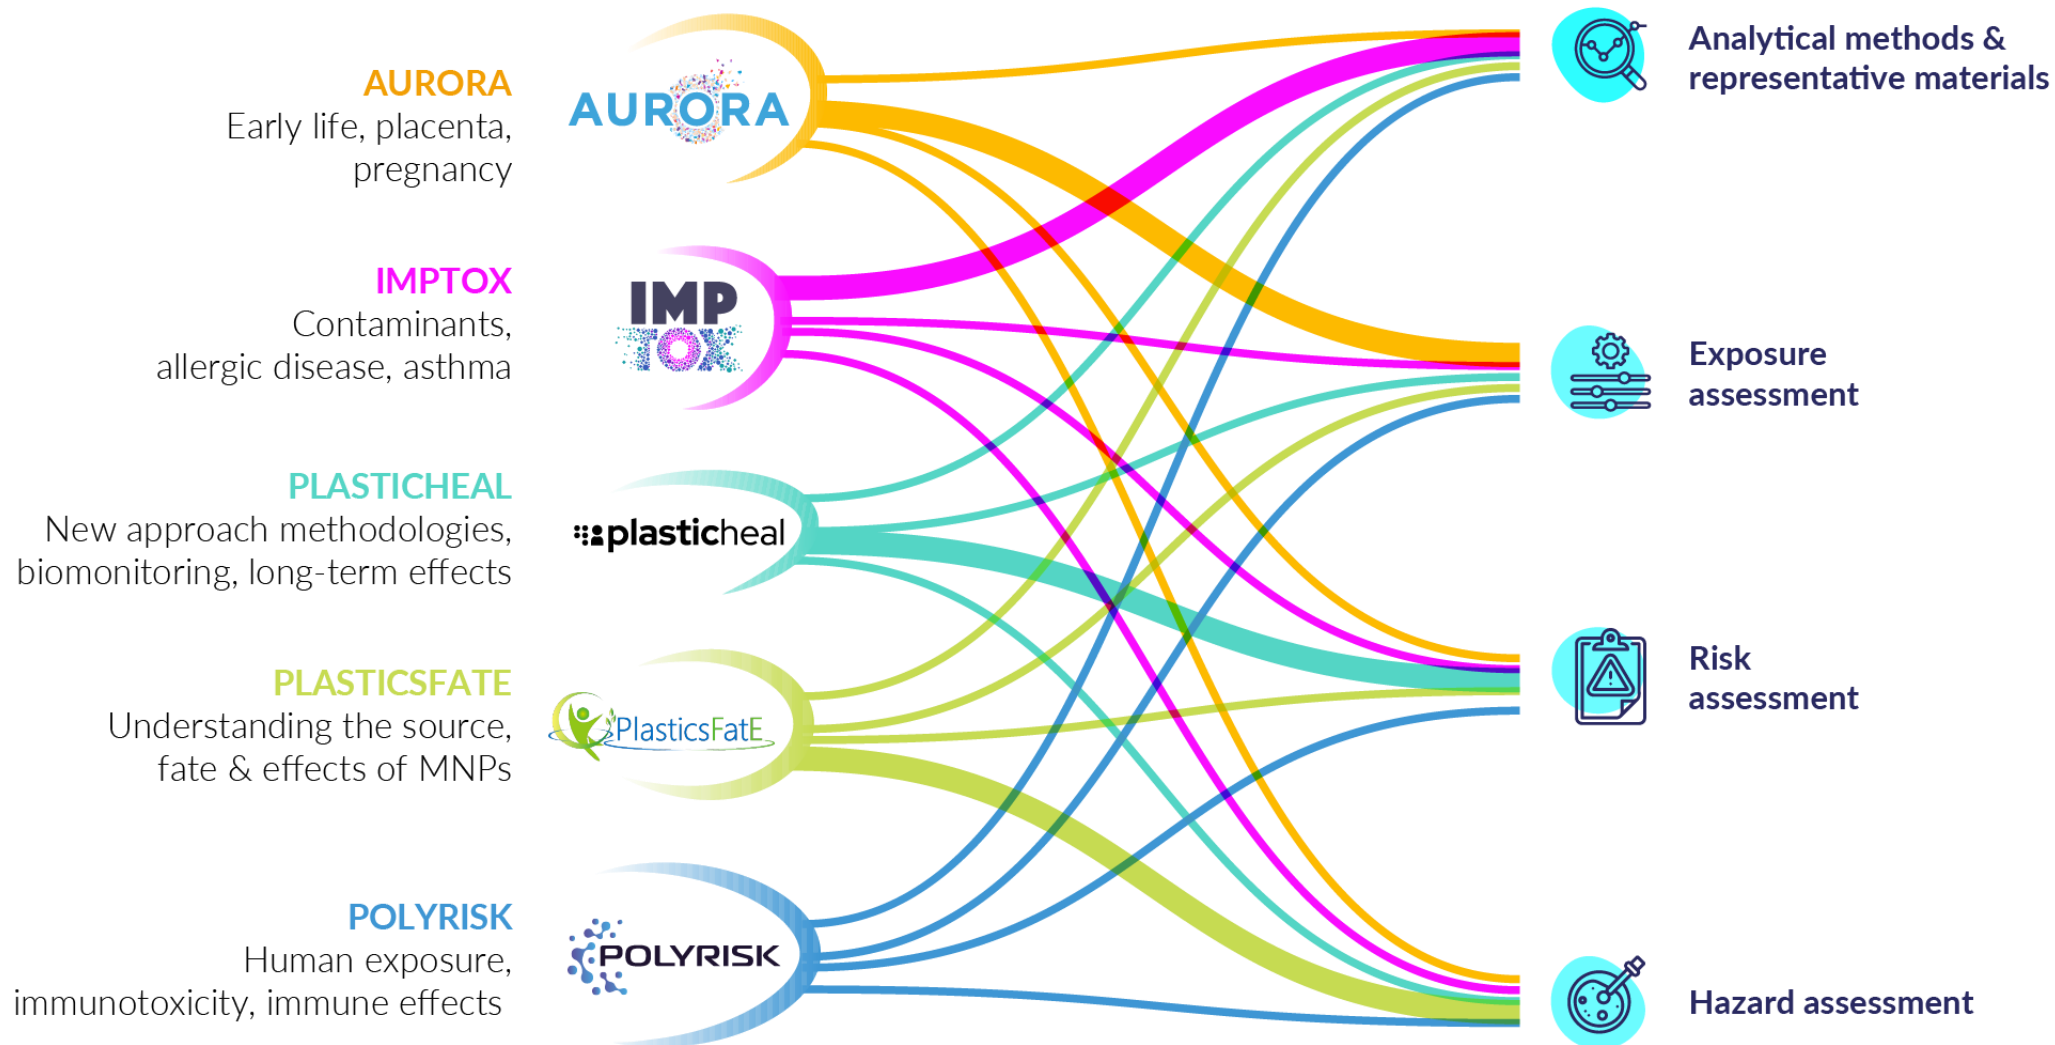 AURORA
Early life, placenta,
pregnancy
AURORA
IMPTOX
Contaminants,
allergic disease, asthma
IMP
TOX
PLASTICHEAL
New approach methodologies,
biomonitoring, long-term effects
plasticheal
PLASTICSFATE
Understanding the source,
fate & effects of MNPs
PlasticsFatE
POLYRISK
Human exposure,
immunotoxicity, immune effects
POLYRISK
Analytical methods &
representative materials
Exposure
assessment
Risk
assessment
Hazard assessment